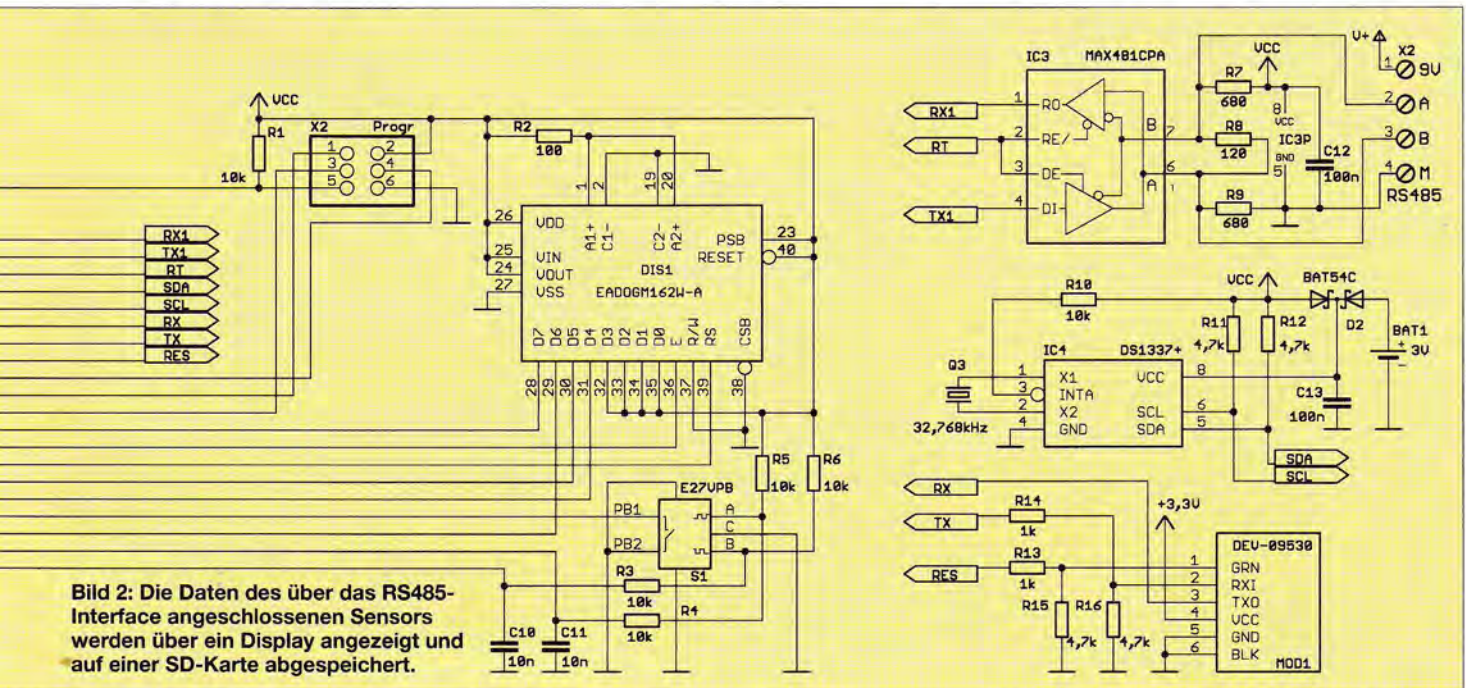 VCC
X2 Progr
R1
10k
1 2
3 4
5 6
RX1
TX1
RT
SDA
SCL
RX
TX
RES
R2
100
1 2 19 20
A1+ C1- C2- A2+
26 VDD
25 VIN
24 VOUT
27 VSS
PSB 23
RESET 40
DIS1
EADOGM162W-A
D7 D6 D5 D4 D3 D2 D1 D0 E R/W RS CSB
28 29 30 31 32 33 34 35 36 37 39 38
R5
10k
R6
10k
E27VPB
PB1
PB2
A
C
B
S1
R3
10k
R4
10k
C10
10n
C11
10n
Bild 2: Die Daten des über das RS485-
Interface angeschlossenen Sensors
werden über ein Display angezeigt und
auf einer SD-Karte abgespeichert.
IC3 MAX481CPA
RX1
RT
TX1
1 RO
2 RE/
3 DE
4 DI
B 7
A 6
R7
680
R8
120
R9
680
VCC
8
VCC
IC3P
GND
5
C12
100n
V+
X2
1 9V
2 A
3 B
4 M
RS485
R10
10k
VCC
R11
4,7k
R12
4,7k
BAT54C
D2
BAT1
+ 3V
-
IC4 DS1337+
Q3
32,768kHz
1 X1
3 INTA
2 X2
4 GND
VCC 8
SCL 6
SDA 5
C13
100n
SDA
SCL
RX
TX
RES
R14
1k
R13
1k
R15
4,7k
R16
4,7k
+3,3V
DEV-09530
1 GRN
2 RXI
3 TXO
4 VCC
5 GND
6 BLK
MOD1